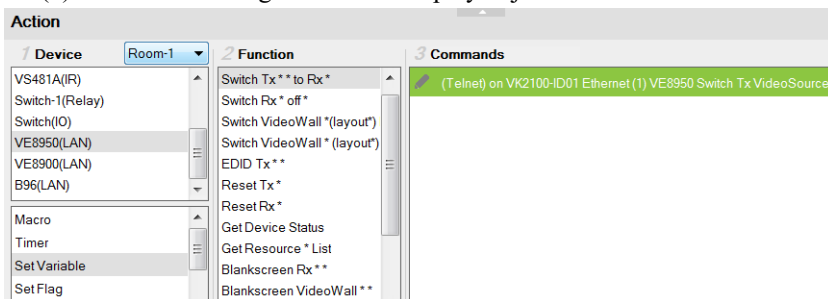 Action
1 Device Room-1
VS481A(IR)
Switch-1(Relay)
Switch(IO)
VE8950(LAN)
VE8900(LAN)
B96(LAN)
Macro
Timer
Set Variable
Set Flag
2 Function
Switch Tx * * to Rx *
Switch Rx * off *
Switch VideoWall *(layout*)
Switch VideoWall * (layout*)
EDID Tx * *
Reset Tx *
Reset Rx *
Get Device Status
Get Resource * List
Blankscreen Rx * *
Blankscreen VideoWall * *
3 Commands
(Telnet) on VK2100-ID01 Ethernet (1) VE8950 Switch Tx VideoSource